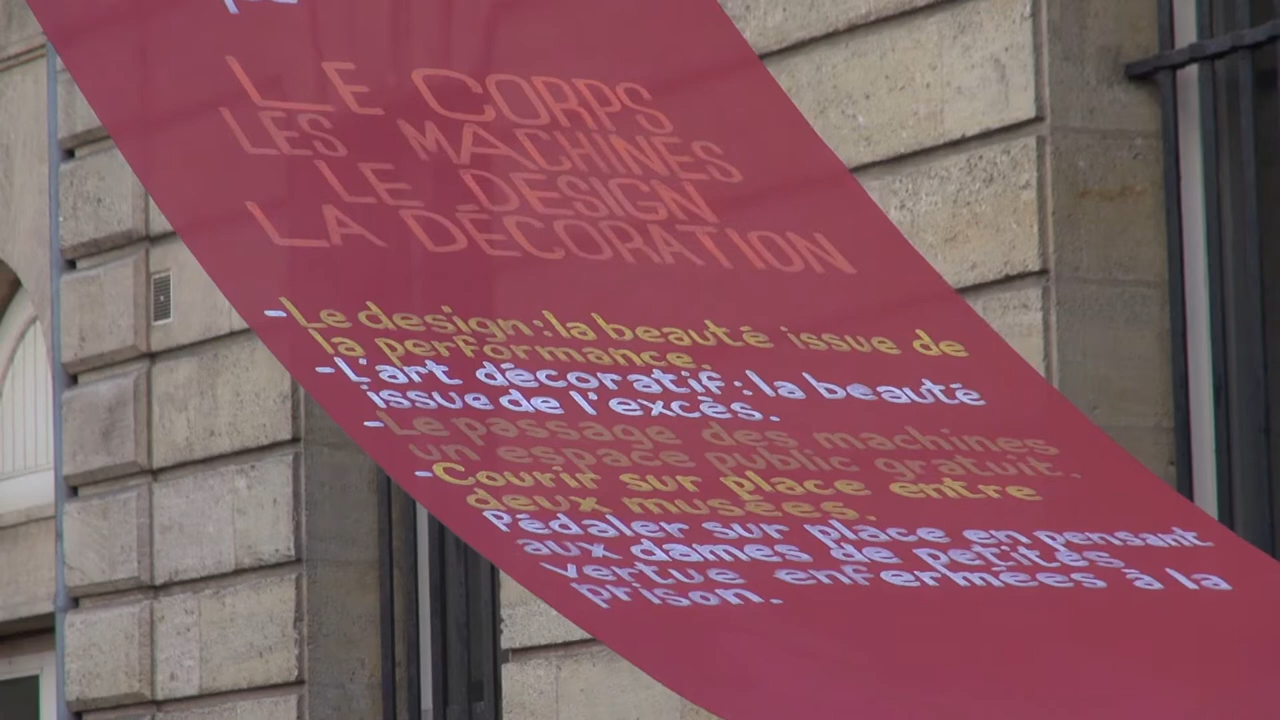 LE CORPS
LES MACHINES
LE DESIGN
LA DÉCORATION
-Le design : la beauté issue de
la performance.
-L'art décoratif : la beauté
issue de l'excès.
-Le passage des machines
un espace public gratuit.
-Courir sur place entre
deux musées.
Pédaler sur place en pensant
aux dames de petités
vertue enfermées à la
prison.